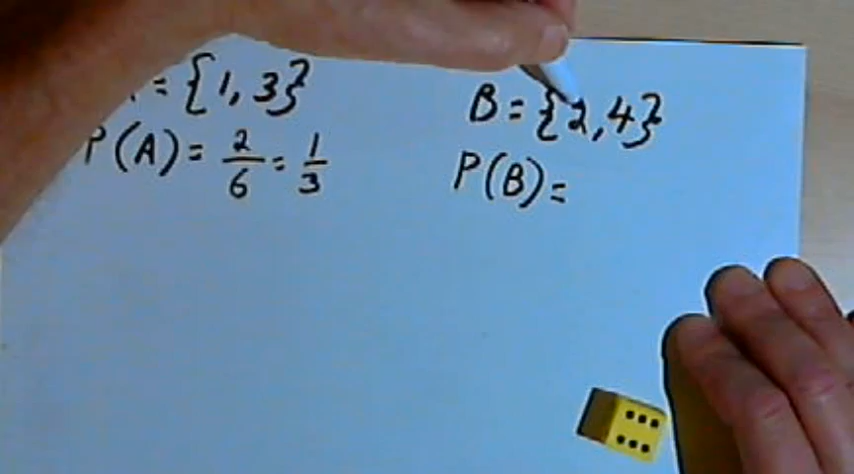 = {1, 3}
B = {2, 4}
P(A) = 2/6 = 1/3
P(B) =